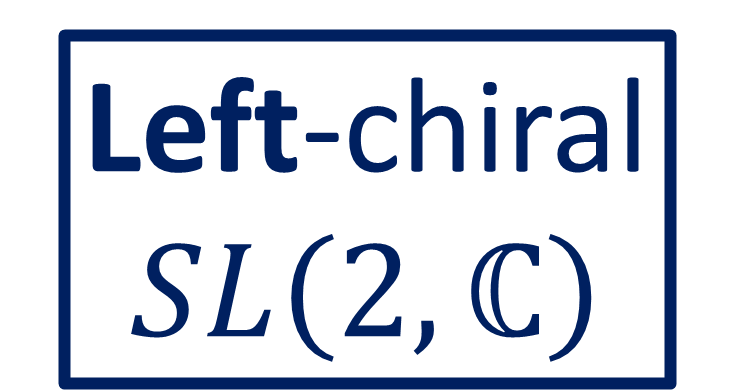 Left-chiral
SL(2, ℂ)